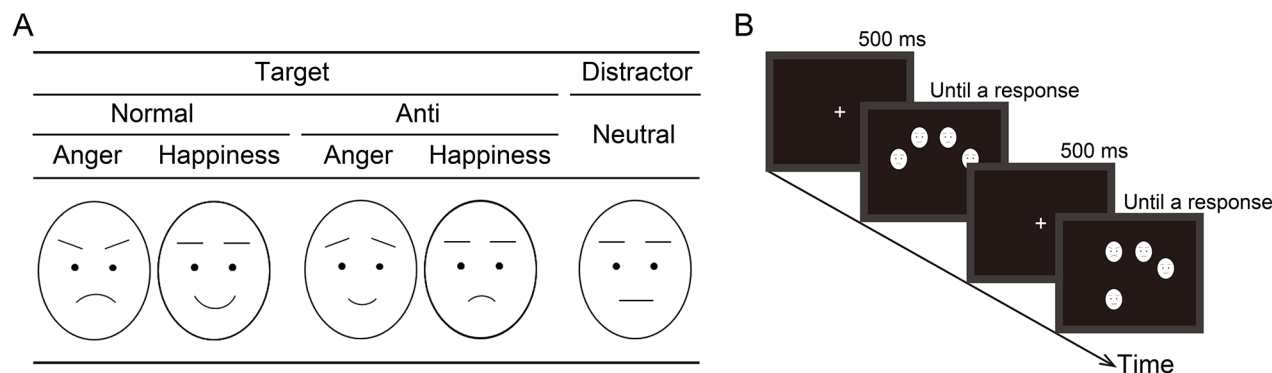 A
Target
Distractor
Normal
Anti
Neutral
Anger
Happiness
Anger
Happiness
B
500 ms
Until a response
500 ms
Until a response
Time